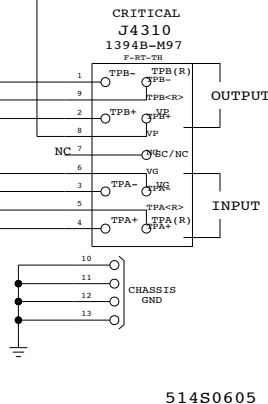 CRITICAL
J4310
1394B-M97
F-RT-TH
1 TPB- TPB(R)
TPB-
9 TPB<R>
OUTPUT
2 TPB+ VP
TPB+
8 VP
NC 7 NC SC/NC
6 VG
3 TPA- VG
TPA-
5 TPA<R>
INPUT
4 TPA+ TPA(R)
TPA+
10
11
CHASSIS
12 GND
13
514S0605